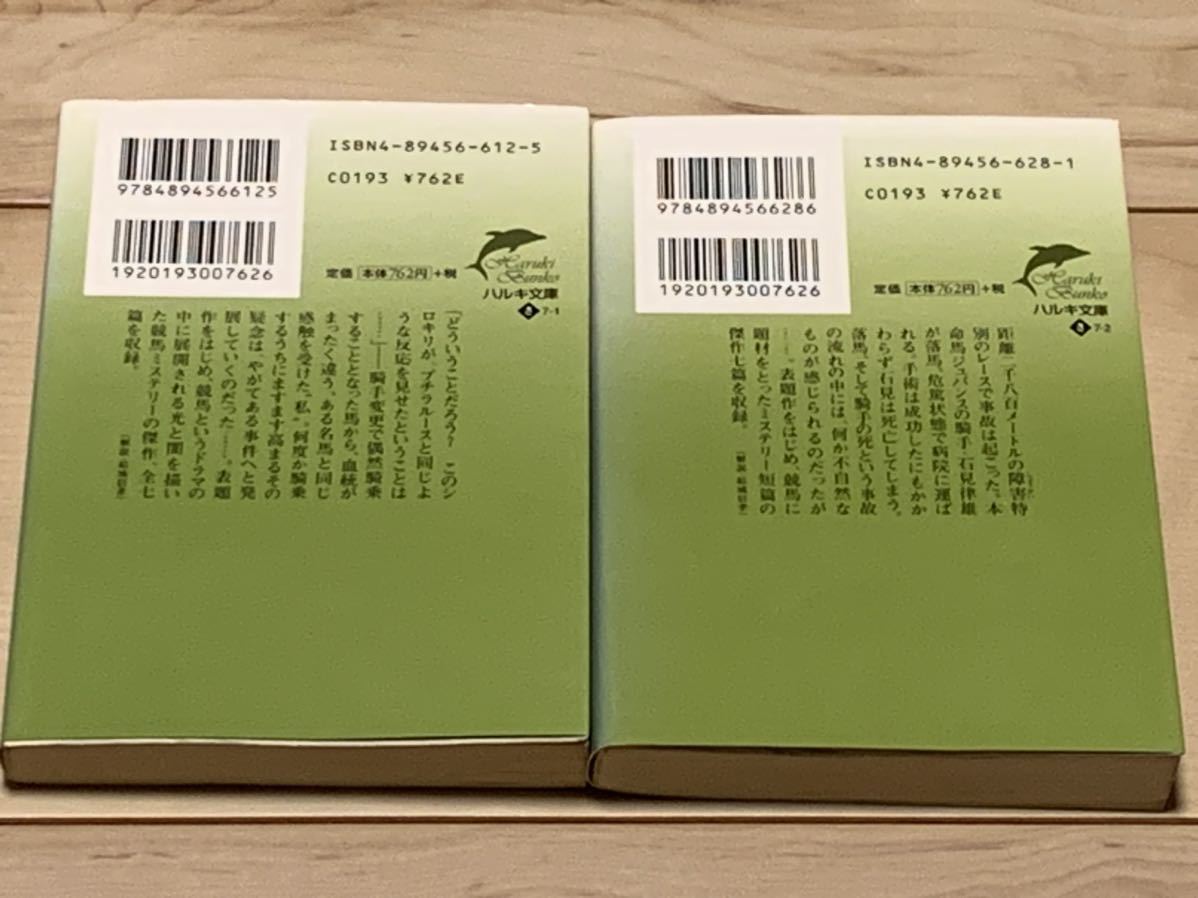 ISBN4-89456-612-5
C0193 ¥762E
9784894566125
1920193007626
定価 本体762円 +税
Haruki
Bunko
ハルキ文庫
き 7-1
「どういうことだろう? このシ
ロキリが、プチラルースと同じよ
うな反応を見せたということは
……」――騎手変更で偶然騎乗
することとなった馬から、血統が
まったく違う、ある名馬と同じ
感触を受けた“私”。何度か騎乗
するうちにますます高まるその
疑念は、やがてある事件へと発
展していくのだった……。表題
作をはじめ、競馬というドラマの
中に展開される光と闇を描い
た競馬ミステリーの傑作、全七
篇を収録。
(解説・結城信孝)
ISBN4-89456-628-1
C0193 ¥762E
9784894566286
1920193007626
定価 本体762円 +税
Haruki
Bunko
ハルキ文庫
き 7-2
距離二千八百メートルの障害特
別のレースで事故は起こった。本
命馬ジュバンスの騎手・石見律雄
が落馬、危篤状態で病院に運ば
れる。手術は成功したにもかか
わらず石見は死亡してしまう。
落馬、そして騎手の死という事故
の流れの中には、何か不自然な
ものが感じられるのだったが
……。表題作をはじめ、競馬に
題材をとったミステリー短篇の
傑作七篇を収録。
(解説・結城信孝)